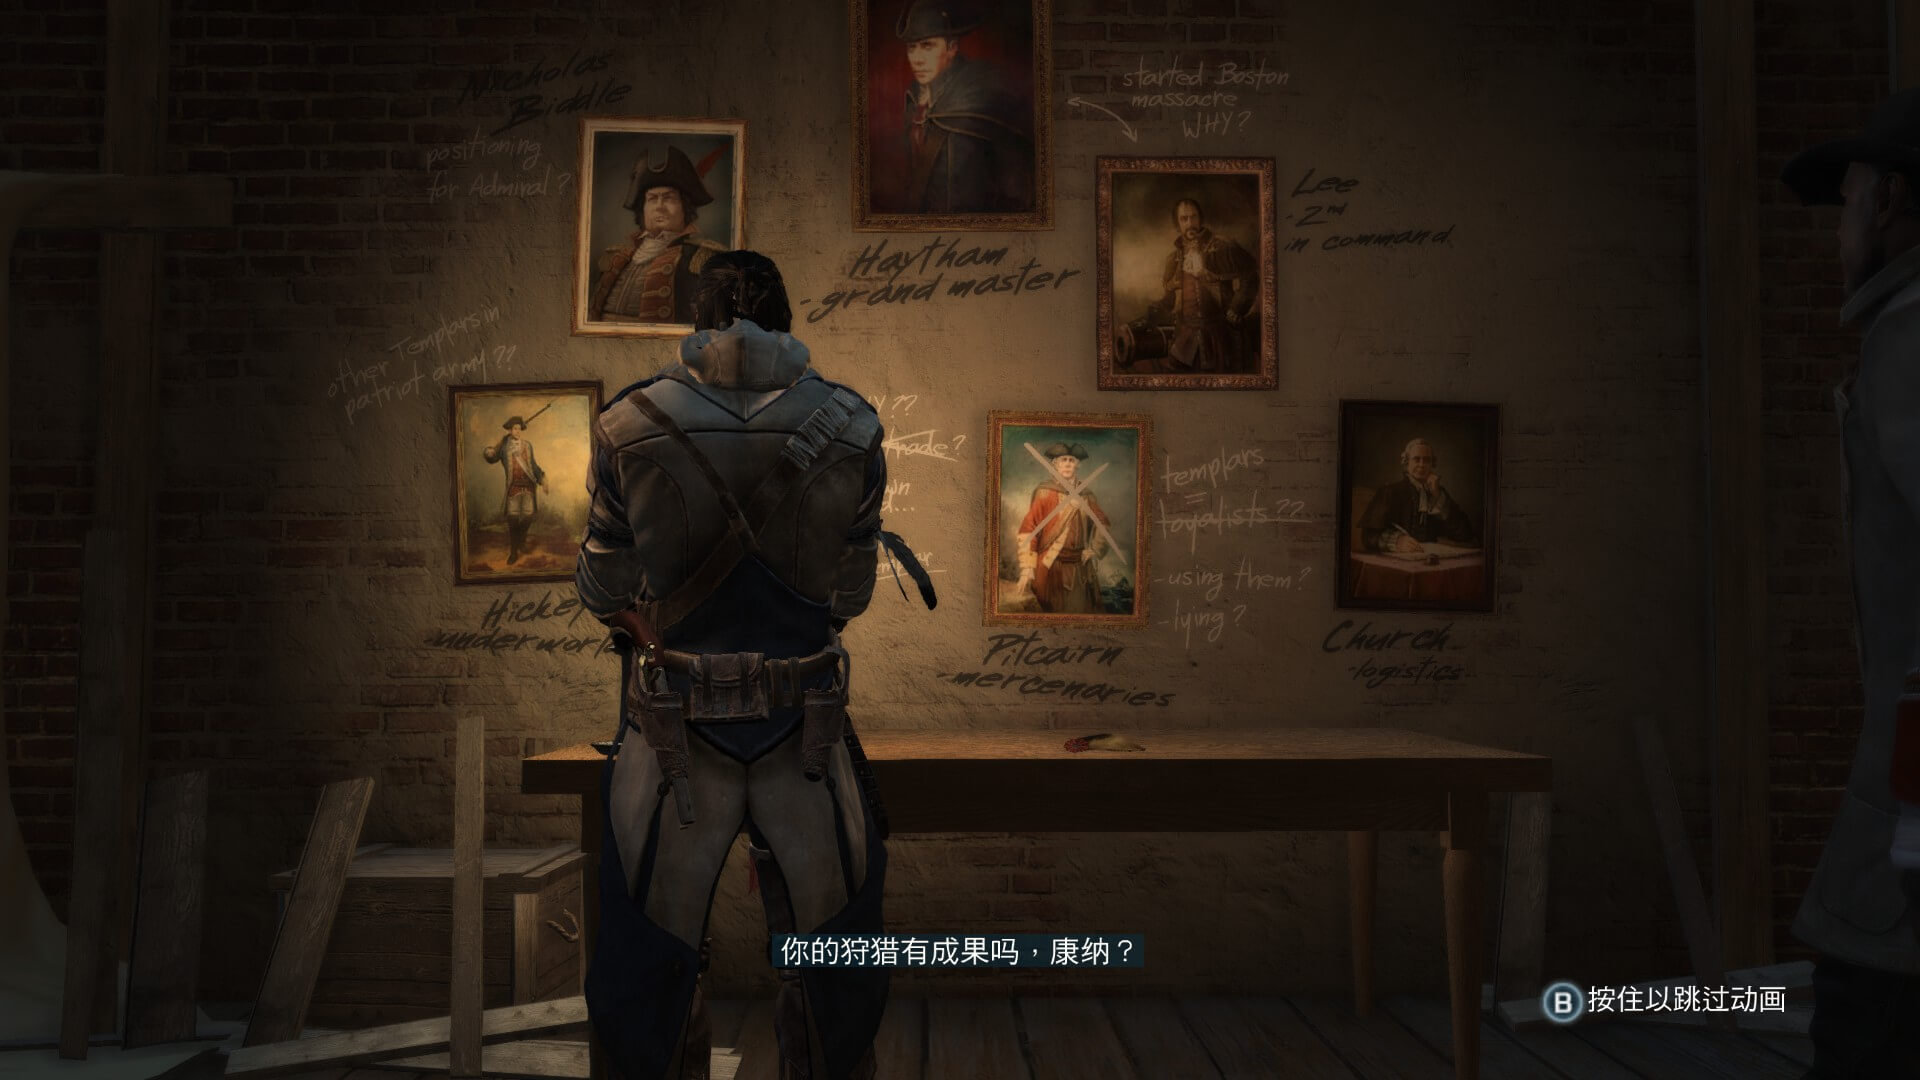 Nicholas
Biddle
positioning
for Admiral?
started Boston
massacre
WHY?
Lee
- 2nd
in command
Haytham
-grand master
other Templars in
patriot army??
??
trade?
templars
=
loyalists??
-using them?
-lying?
Hickey
-underworld
Pitcairn
-mercenaries
Church
-logistics
你的狩猎有成果吗，康纳？
B 按住以跳过动画